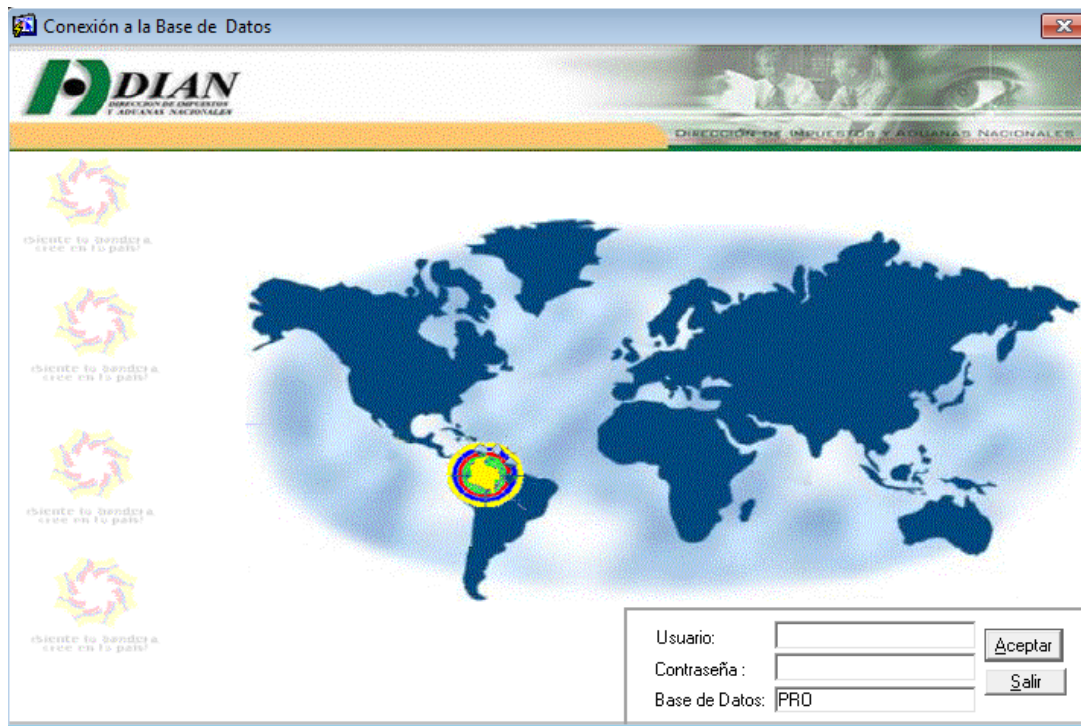 Conexión a la Base de Datos
DIAN
DIRECCION DE IMPUESTOS
Y ADUANAS NACIONALES
DIRECCIÓN DE IMPUESTOS Y ADUANAS NACIONALES
¡Siente tu bandera,
cree en tu país!
¡Siente tu bandera,
cree en tu país!
¡Siente tu bandera,
cree en tu país!
¡Siente tu bandera,
cree en tu país!
Usuario:
Aceptar
Contraseña :
Salir
Base de Datos: PRO